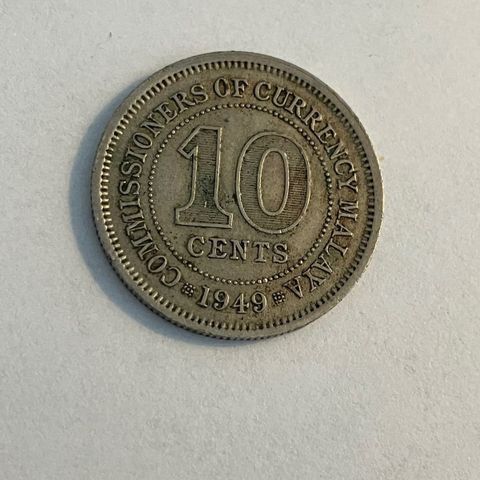 COMMISSIONERS OF CURRENCY MALAYA
10
CENTS
1949